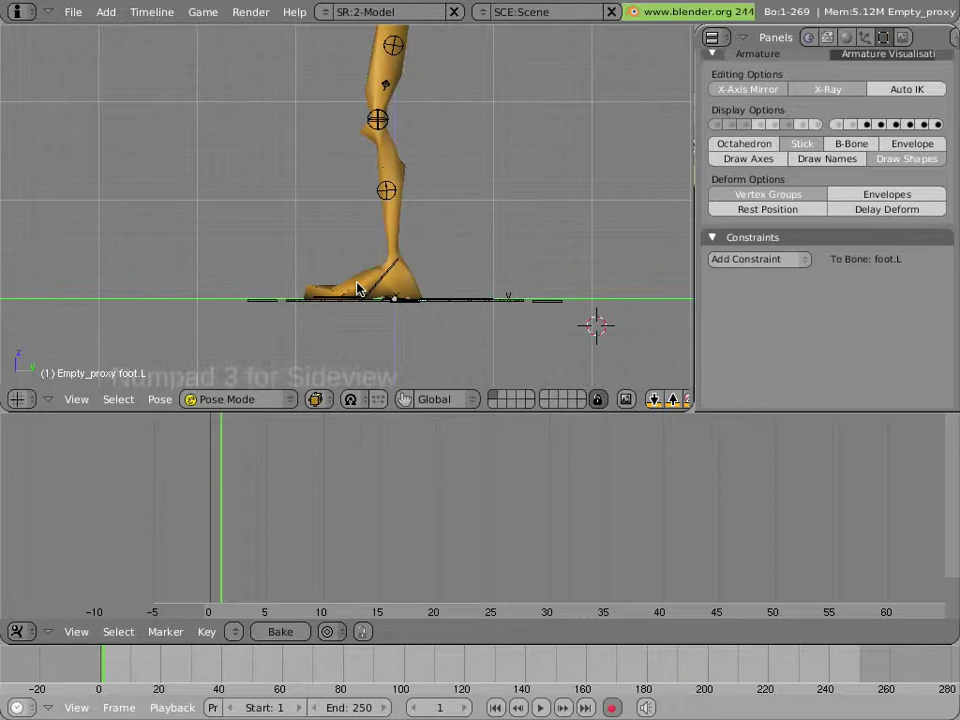 File Add Timeline Game Render Help SR:2-Model SCE:Scene www.blender.org 244 Bo:1-269 | Mem:5.12M Empty_proxy
Panels
Armature Armature Visualisati
Editing Options
X-Axis Mirror X-Ray Auto IK
Display Options
Octahedron Stick B-Bone Envelope
Draw Axes Draw Names Draw Shapes
Deform Options
Vertex Groups Envelopes
Rest Position Delay Deform
Constraints
Add Constraint To Bone: foot.L
z
y
(1) Empty_proxy foot.L
Numpad 3 for Sideview
View Select Pose Pose Mode Global
-10 -5 0 5 10 15 20 25 30 35 40 45 50 55 60
View Select Marker Key Bake
-20 0 20 40 60 80 100 120 140 160 180 200 220 240 260 280
View Frame Playback Pr Start: 1 End: 250 1